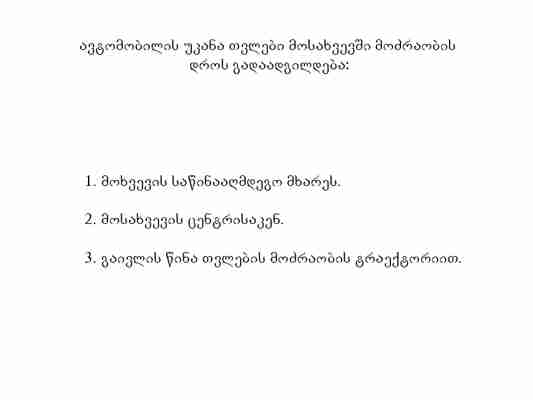 ავტომობილის უკანა თვლები მოსახვევში მოძრაობის
დროს გადაადგილდება:
1. მოხვევის საწინააღმდეგო მხარეს.
2. მოსახვევის ცენტრისაკენ.
3. გაივლის წინა თვლების მოძრაობის ტრაექტორიით.